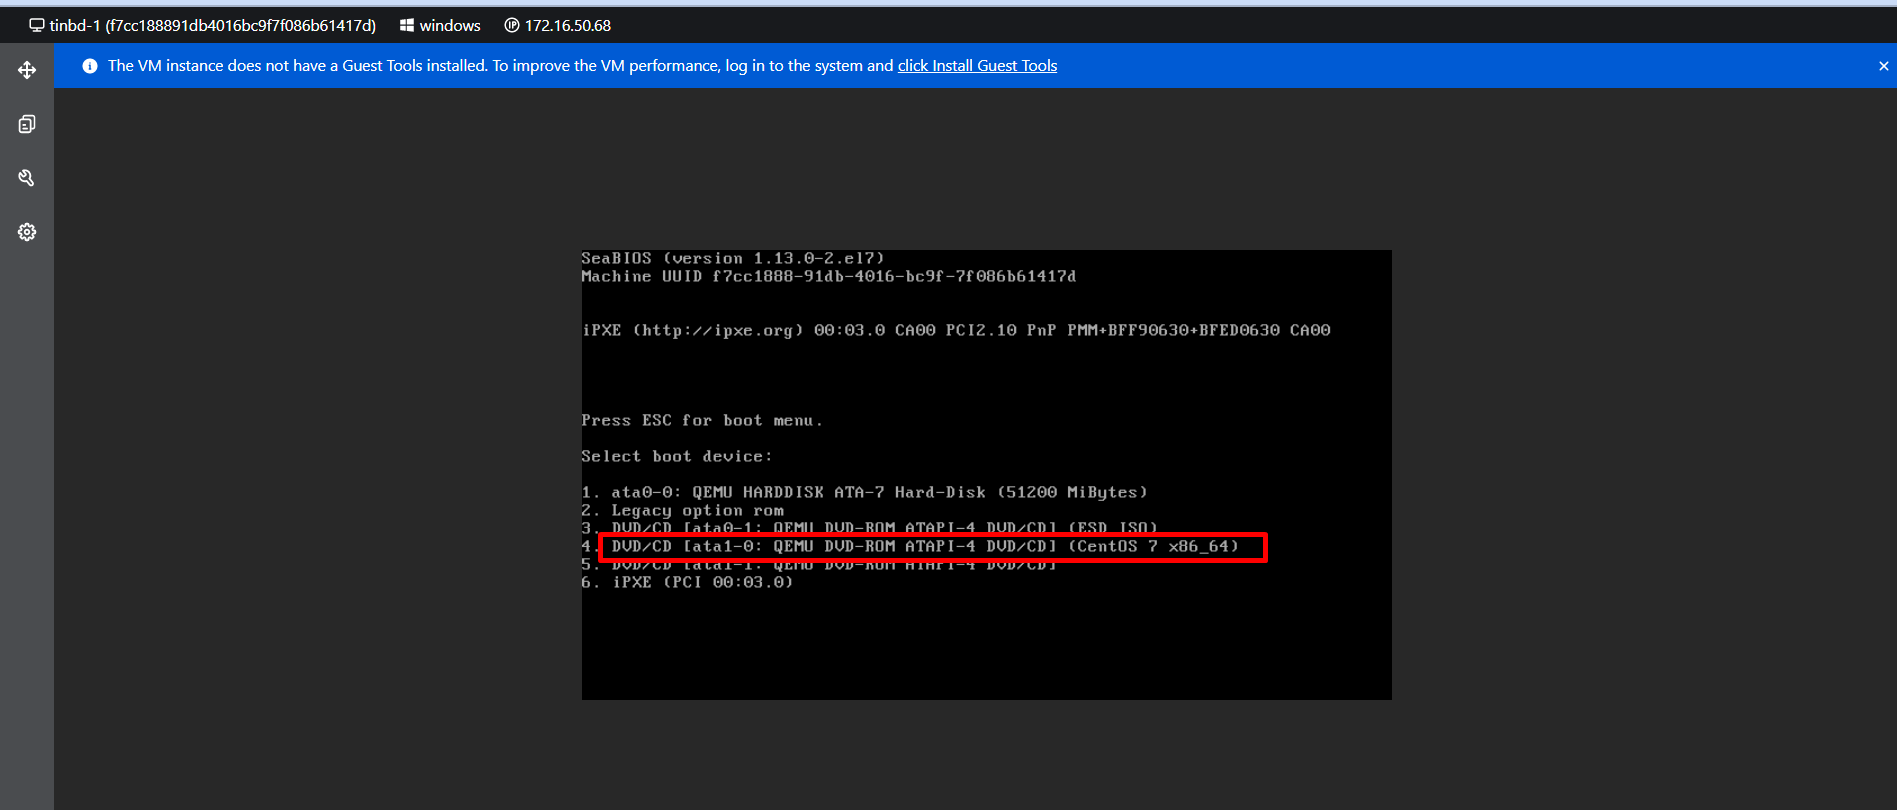 tinbd-1 (f7cc188891db4016bc9f7f086b61417d) windows IP 172.16.50.68
The VM instance does not have a Guest Tools installed. To improve the VM performance, log in to the system and click Install Guest Tools
SeaBIOS (version 1.13.0-2.el7)
Machine UUID f7cc1888-91db-4016-bc9f-7f086b61417d
iPXE (http://ipxe.org) 00:03.0 CA00 PCI2.10 PnP PMM+BFF90630+BFED0630 CA00
Press ESC for boot menu.
Select boot device:
1. ata0-0: QEMU HARDDISK ATA-7 Hard-Disk (51200 MiBytes)
2. Legacy option rom
3. DVD/CD [ata0-1: QEMU DVD-ROM ATAPI-4 DVD/CD] (ESD_ISO)
4. DVD/CD [ata1-0: QEMU DVD-ROM ATAPI-4 DVD/CD] (CentOS 7 x86_64)
5. DVD/CD [ata1-1: QEMU DVD-ROM ATAPI-4 DVD/CD]
6. iPXE (PCI 00:03.0)